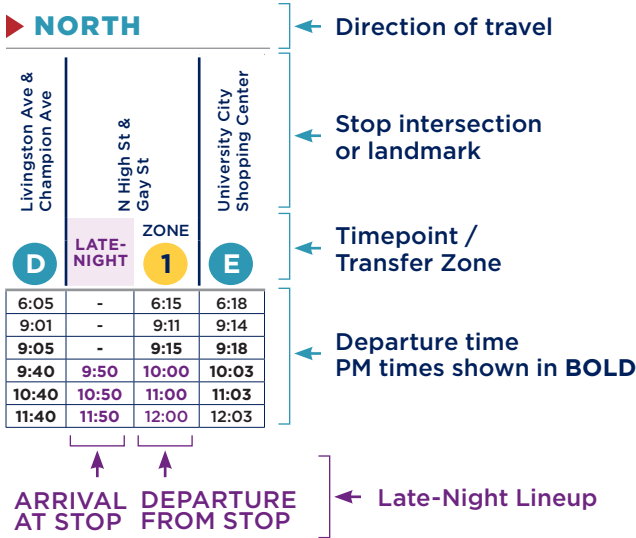 NORTH
Direction of travel
Livingston Ave &
Champion Ave
N High St &
Gay St
University City
Shopping Center
Stop intersection
or landmark
D
LATE-
NIGHT
ZONE
1
E
Timepoint /
Transfer Zone
6:05 - 6:15 6:18
9:01 - 9:11 9:14
9:05 - 9:15 9:18
9:40 9:50 10:00 10:03
10:40 10:50 11:00 11:03
11:40 11:50 12:00 12:03
Departure time
PM times shown in BOLD
ARRIVAL
AT STOP
DEPARTURE
FROM STOP
Late-Night Lineup